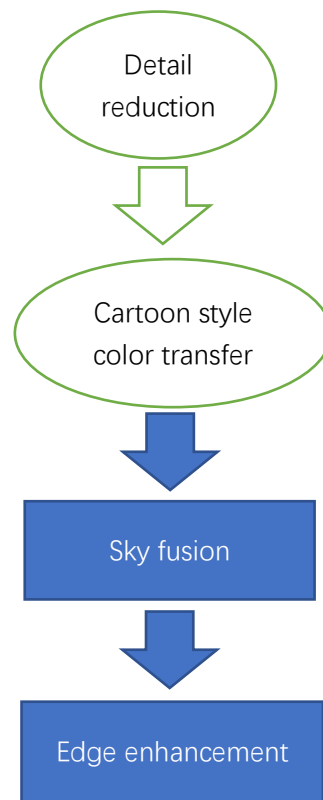 Detail
reduction
Cartoon style
color transfer
Sky fusion
Edge enhancement